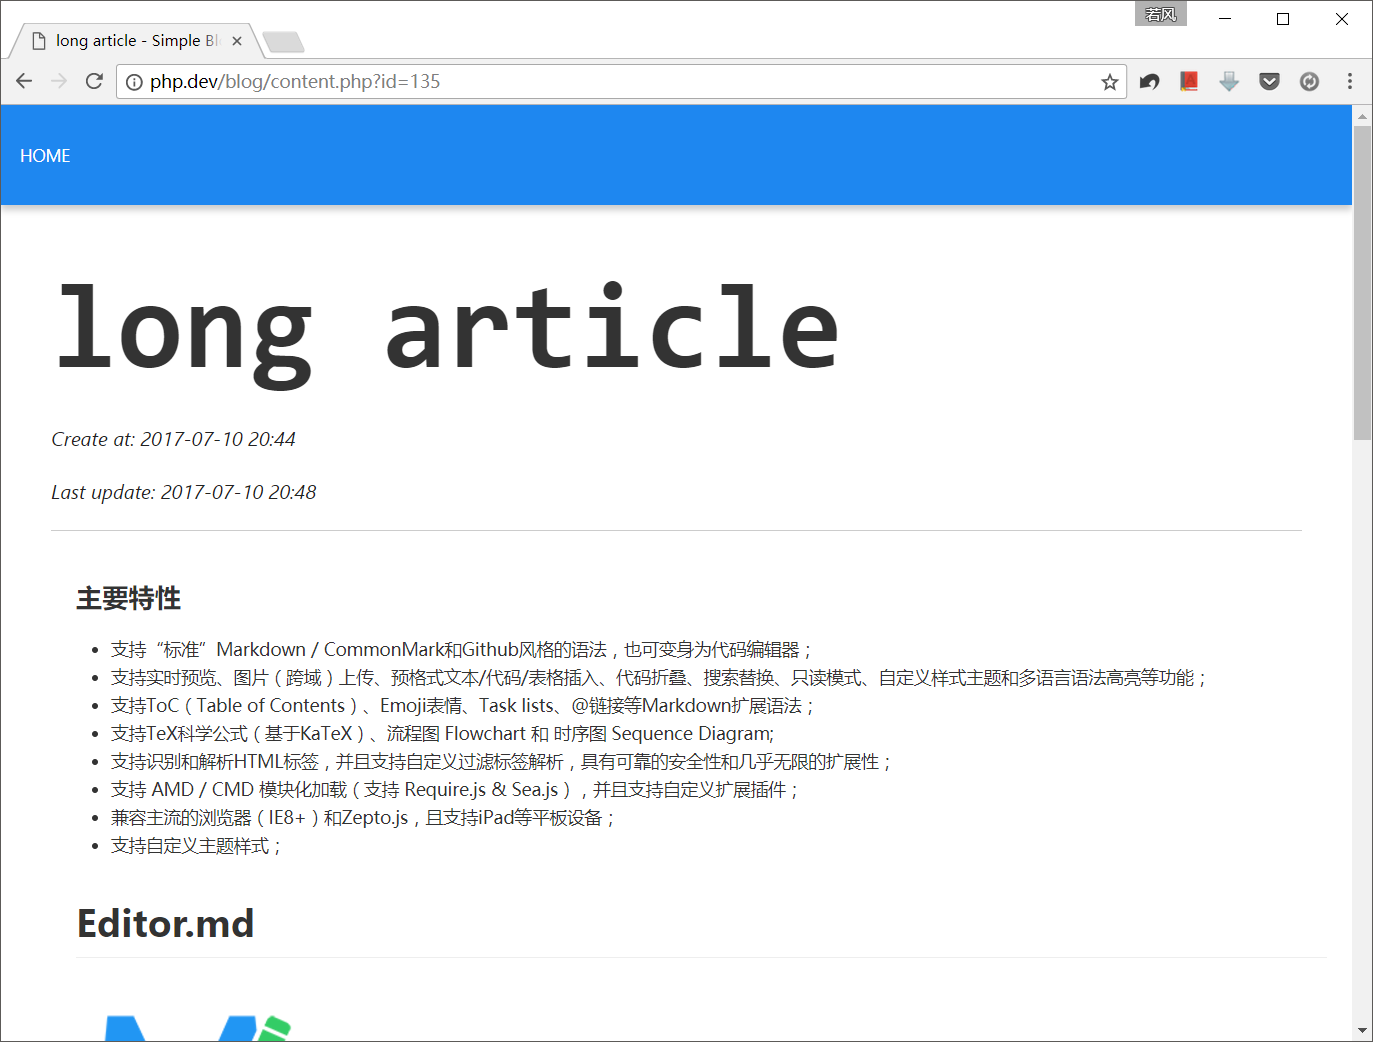 若风
long article - Simple Bl
php.dev/blog/content.php?id=135
HOME
long article
Create at: 2017-07-10 20:44
Last update: 2017-07-10 20:48
主要特性
支持“标准”Markdown / CommonMark和Github风格的语法，也可变身为代码编辑器；
支持实时预览、图片（跨域）上传、预格式文本/代码/表格插入、代码折叠、搜索替换、只读模式、自定义样式主题和多语言语法高亮等功能；
支持ToC（Table of Contents）、Emoji表情、Task lists、@链接等Markdown扩展语法；
支持TeX科学公式（基于KaTeX）、流程图 Flowchart 和 时序图 Sequence Diagram;
支持识别和解析HTML标签，并且支持自定义过滤标签解析，具有可靠的安全性和几乎无限的扩展性；
支持 AMD / CMD 模块化加载（支持 Require.js & Sea.js），并且支持自定义扩展插件；
兼容主流的浏览器（IE8+）和Zepto.js，且支持iPad等平板设备；
支持自定义主题样式；
Editor.md